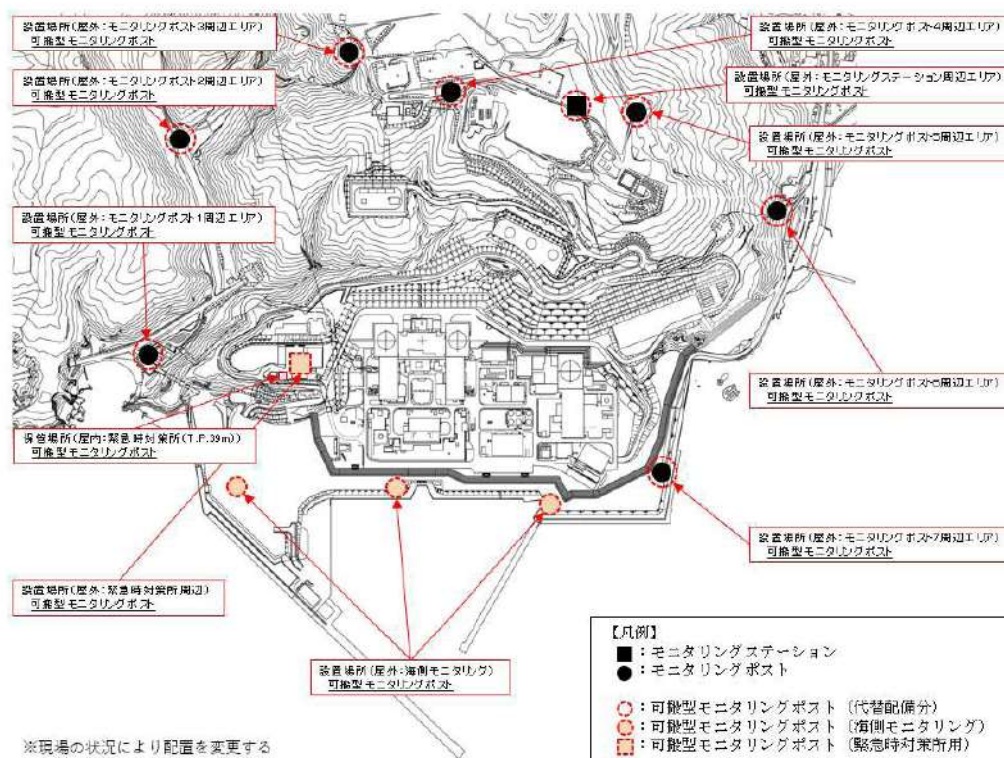 設置場所(屋外:モニタリングポスト3周辺エリア)
可搬型モニタリングポスト
設置場所(屋外:モニタリングポスト4周辺エリア)
可搬型モニタリングポスト
設置場所(屋外:モニタリングポスト2周辺エリア)
可搬型モニタリングポスト
設置場所(屋外:モニタリングステーション周辺エリア)
可搬型モニタリングポスト
設置場所(屋外:モニタリングポスト5周辺エリア)
可搬型モニタリングポスト
設置場所(屋外:モニタリングポスト1周辺エリア)
可搬型モニタリングポスト
設置場所(屋外:モニタリングポスト6周辺エリア)
可搬型モニタリングポスト
保管場所(屋内:緊急時対策所(T.P.39m))
可搬型モニタリングポスト
設置場所(屋外:モニタリングポスト7周辺エリア)
可搬型モニタリングポスト
設置場所(屋外:緊急時対策所周辺)
可搬型モニタリングポスト
設置場所(屋外:海側モニタリング)
可搬型モニタリングポスト
【凡例】
■:モニタリングステーション
●:モニタリングポスト
:可搬型モニタリングポスト(代替配備分)
:可搬型モニタリングポスト(海側モニタリング)
:可搬型モニタリングポスト(緊急時対策所用)
※現場の状況により配置を変更する